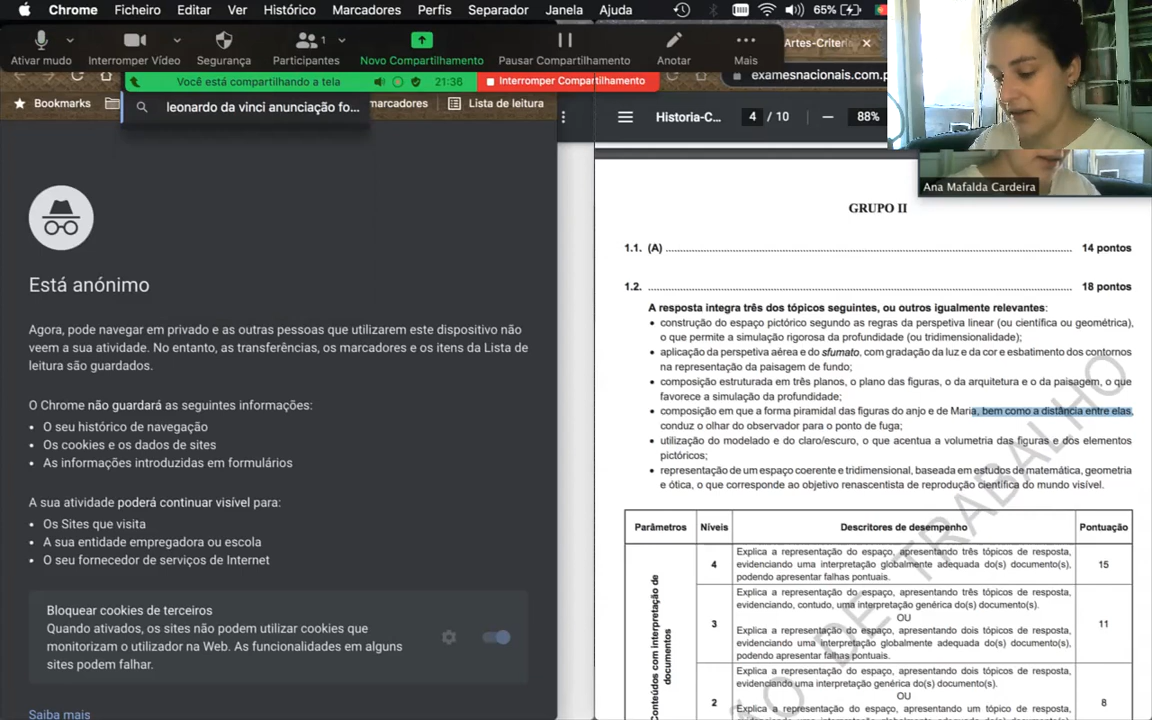 Chrome Ficheiro Editar Ver Histórico Marcadores Perfis Separador Janela Ajuda 65%
Ativar mudo Interromper Vídeo Segurança Participantes 1 Novo Compartilhamento Pausar Compartilhamento Anotar Mais
Artes-Criteri
Você está compartilhando a tela 21:36 Interromper Compartilhamento
examesnacionais.com.p
Bookmarks
leonardo da vinci anunciação fo...
marcadores Lista de leitura
Historia-C... 4 / 10 88%
Ana Mafalda Cardeira
Está anónimo
Agora, pode navegar em privado e as outras pessoas que utilizarem este dispositivo não
veem a sua atividade. No entanto, as transferências, os marcadores e os itens da Lista de
leitura são guardados.
O Chrome não guardará as seguintes informações:
• O seu histórico de navegação
• Os cookies e os dados de sites
• As informações introduzidas em formulários
A sua atividade poderá continuar visível para:
• Os Sites que visita
• A sua entidade empregadora ou escola
• O seu fornecedor de serviços de Internet
Bloquear cookies de terceiros
Quando ativados, os sites não podem utilizar cookies que
monitorizam o utilizador na Web. As funcionalidades em alguns
sites podem falhar.
Saiba mais
GRUPO II
1.1. (A) 14 pontos
1.2. 18 pontos
A resposta integra três dos tópicos seguintes, ou outros igualmente relevantes:
• construção do espaço pictórico segundo as regras da perspetiva linear (ou científica ou geométrica),
o que permite a simulação rigorosa da profundidade (ou tridimensionalidade);
• aplicação da perspetiva aérea e do sfumato, com gradação da luz e da cor e esbatimento dos contornos
na representação da paisagem de fundo;
• composição estruturada em três planos, o plano das figuras, o da arquitetura e o da paisagem, o que
favorece a simulação da profundidade;
• composição em que a forma piramidal das figuras do anjo e de Maria, bem como a distância entre elas,
conduz o olhar do observador para o ponto de fuga;
• utilização do modelado e do claro/escuro, o que acentua a volumetria das figuras e dos elementos
pictóricos;
• representação de um espaço coerente e tridimensional, baseada em estudos de matemática, geometria
e ótica, o que corresponde ao objetivo renascentista de reprodução científica do mundo visível.
Parâmetros Níveis Descritores de desempenho Pontuação
Conteúdos com interpretação de
documentos
4
Explica a representação do espaço, apresentando três tópicos de resposta,
evidenciando uma interpretação globalmente adequada do(s) documento(s),
podendo apresentar falhas pontuais.
15
3
Explica a representação do espaço, apresentando três tópicos de resposta,
evidenciando, contudo, uma interpretação genérica do(s) documento(s).
OU
Explica a representação do espaço, apresentando dois tópicos de resposta,
evidenciando uma interpretação globalmente adequada do(s) documento(s),
podendo apresentar falhas pontuais.
11
2
Explica a representação do espaço, apresentando dois tópicos de resposta,
evidenciando uma interpretação genérica do(s) documento(s).
OU
Explica a representação do espaço, apresentando um tópico de resposta,
8
DE TRABALHO